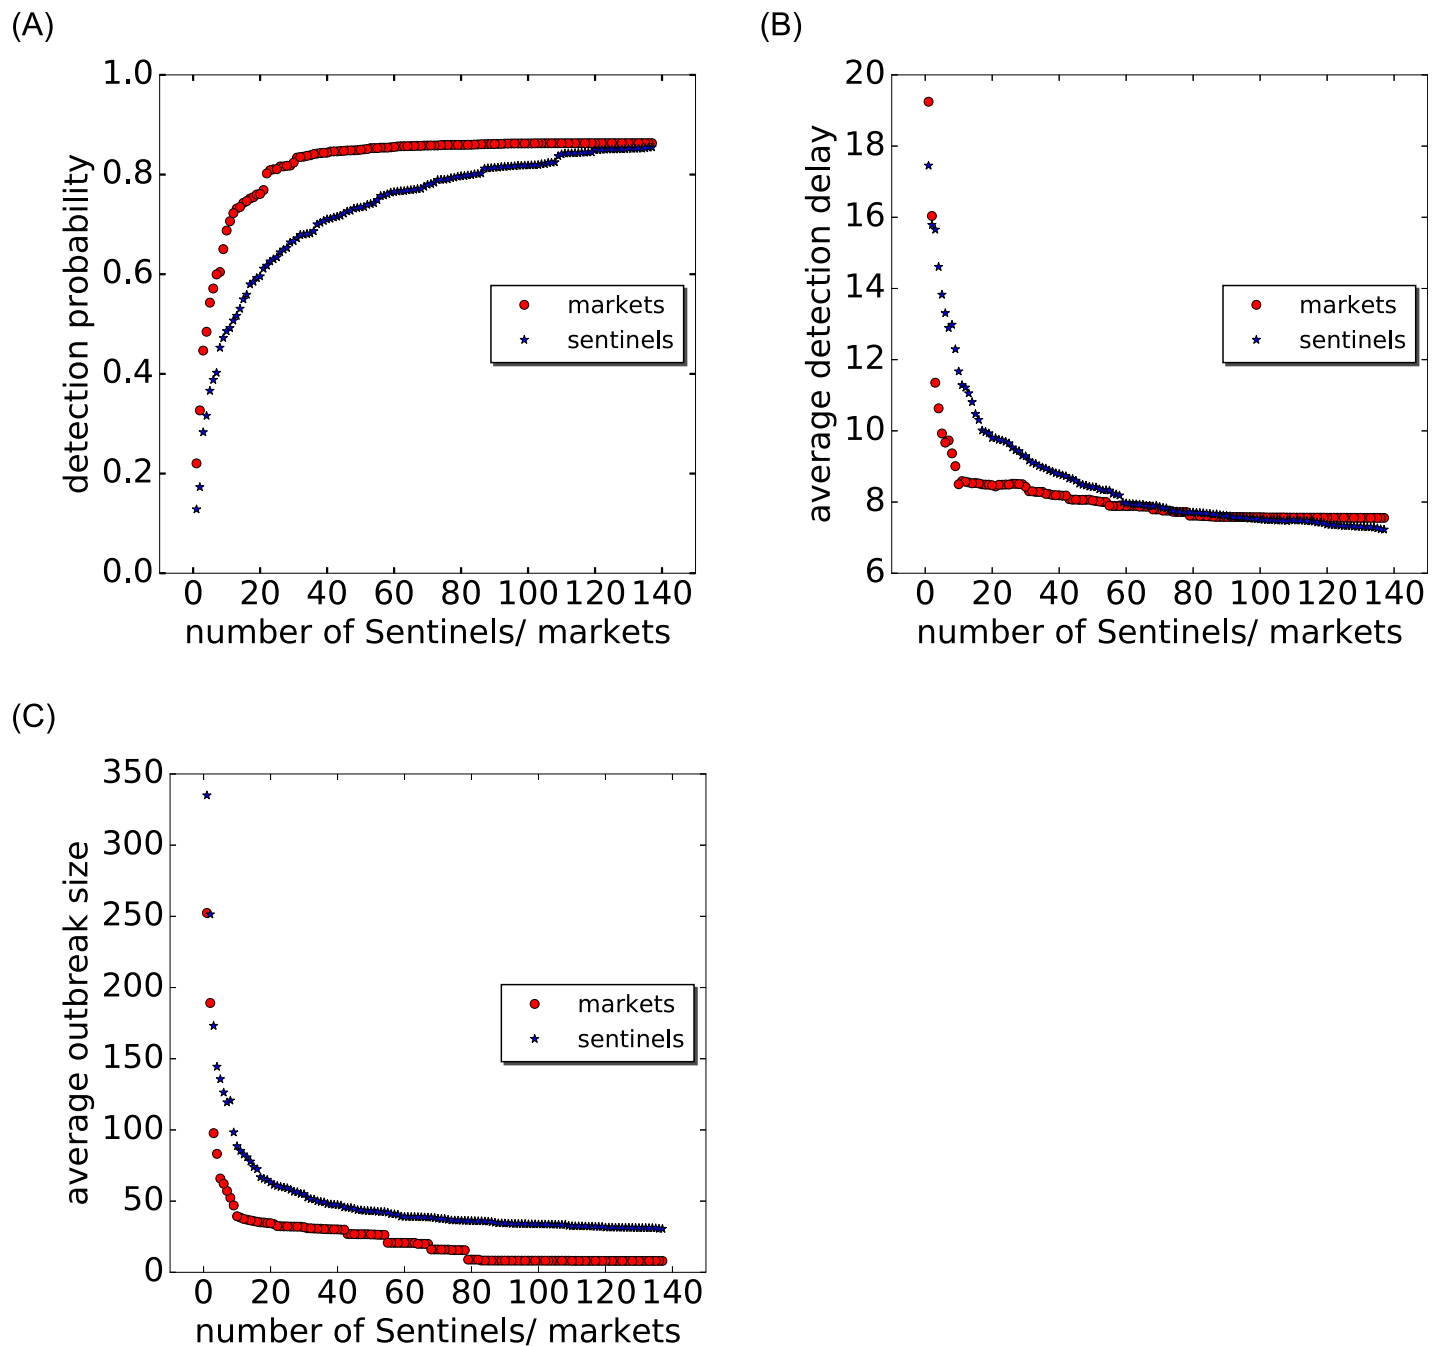 (A)
1.0
0.8
0.6
0.4
0.2
0.0
detection probability
markets
sentinels
0 20 40 60 80 100 120 140
number of Sentinels/ markets
(B)
20
18
16
14
12
10
8
6
average detection delay
markets
sentinels
0 20 40 60 80 100 120 140
number of Sentinels/ markets
(C)
350
300
250
200
150
100
50
0
average outbreak size
markets
sentinels
0 20 40 60 80 100 120 140
number of Sentinels/ markets